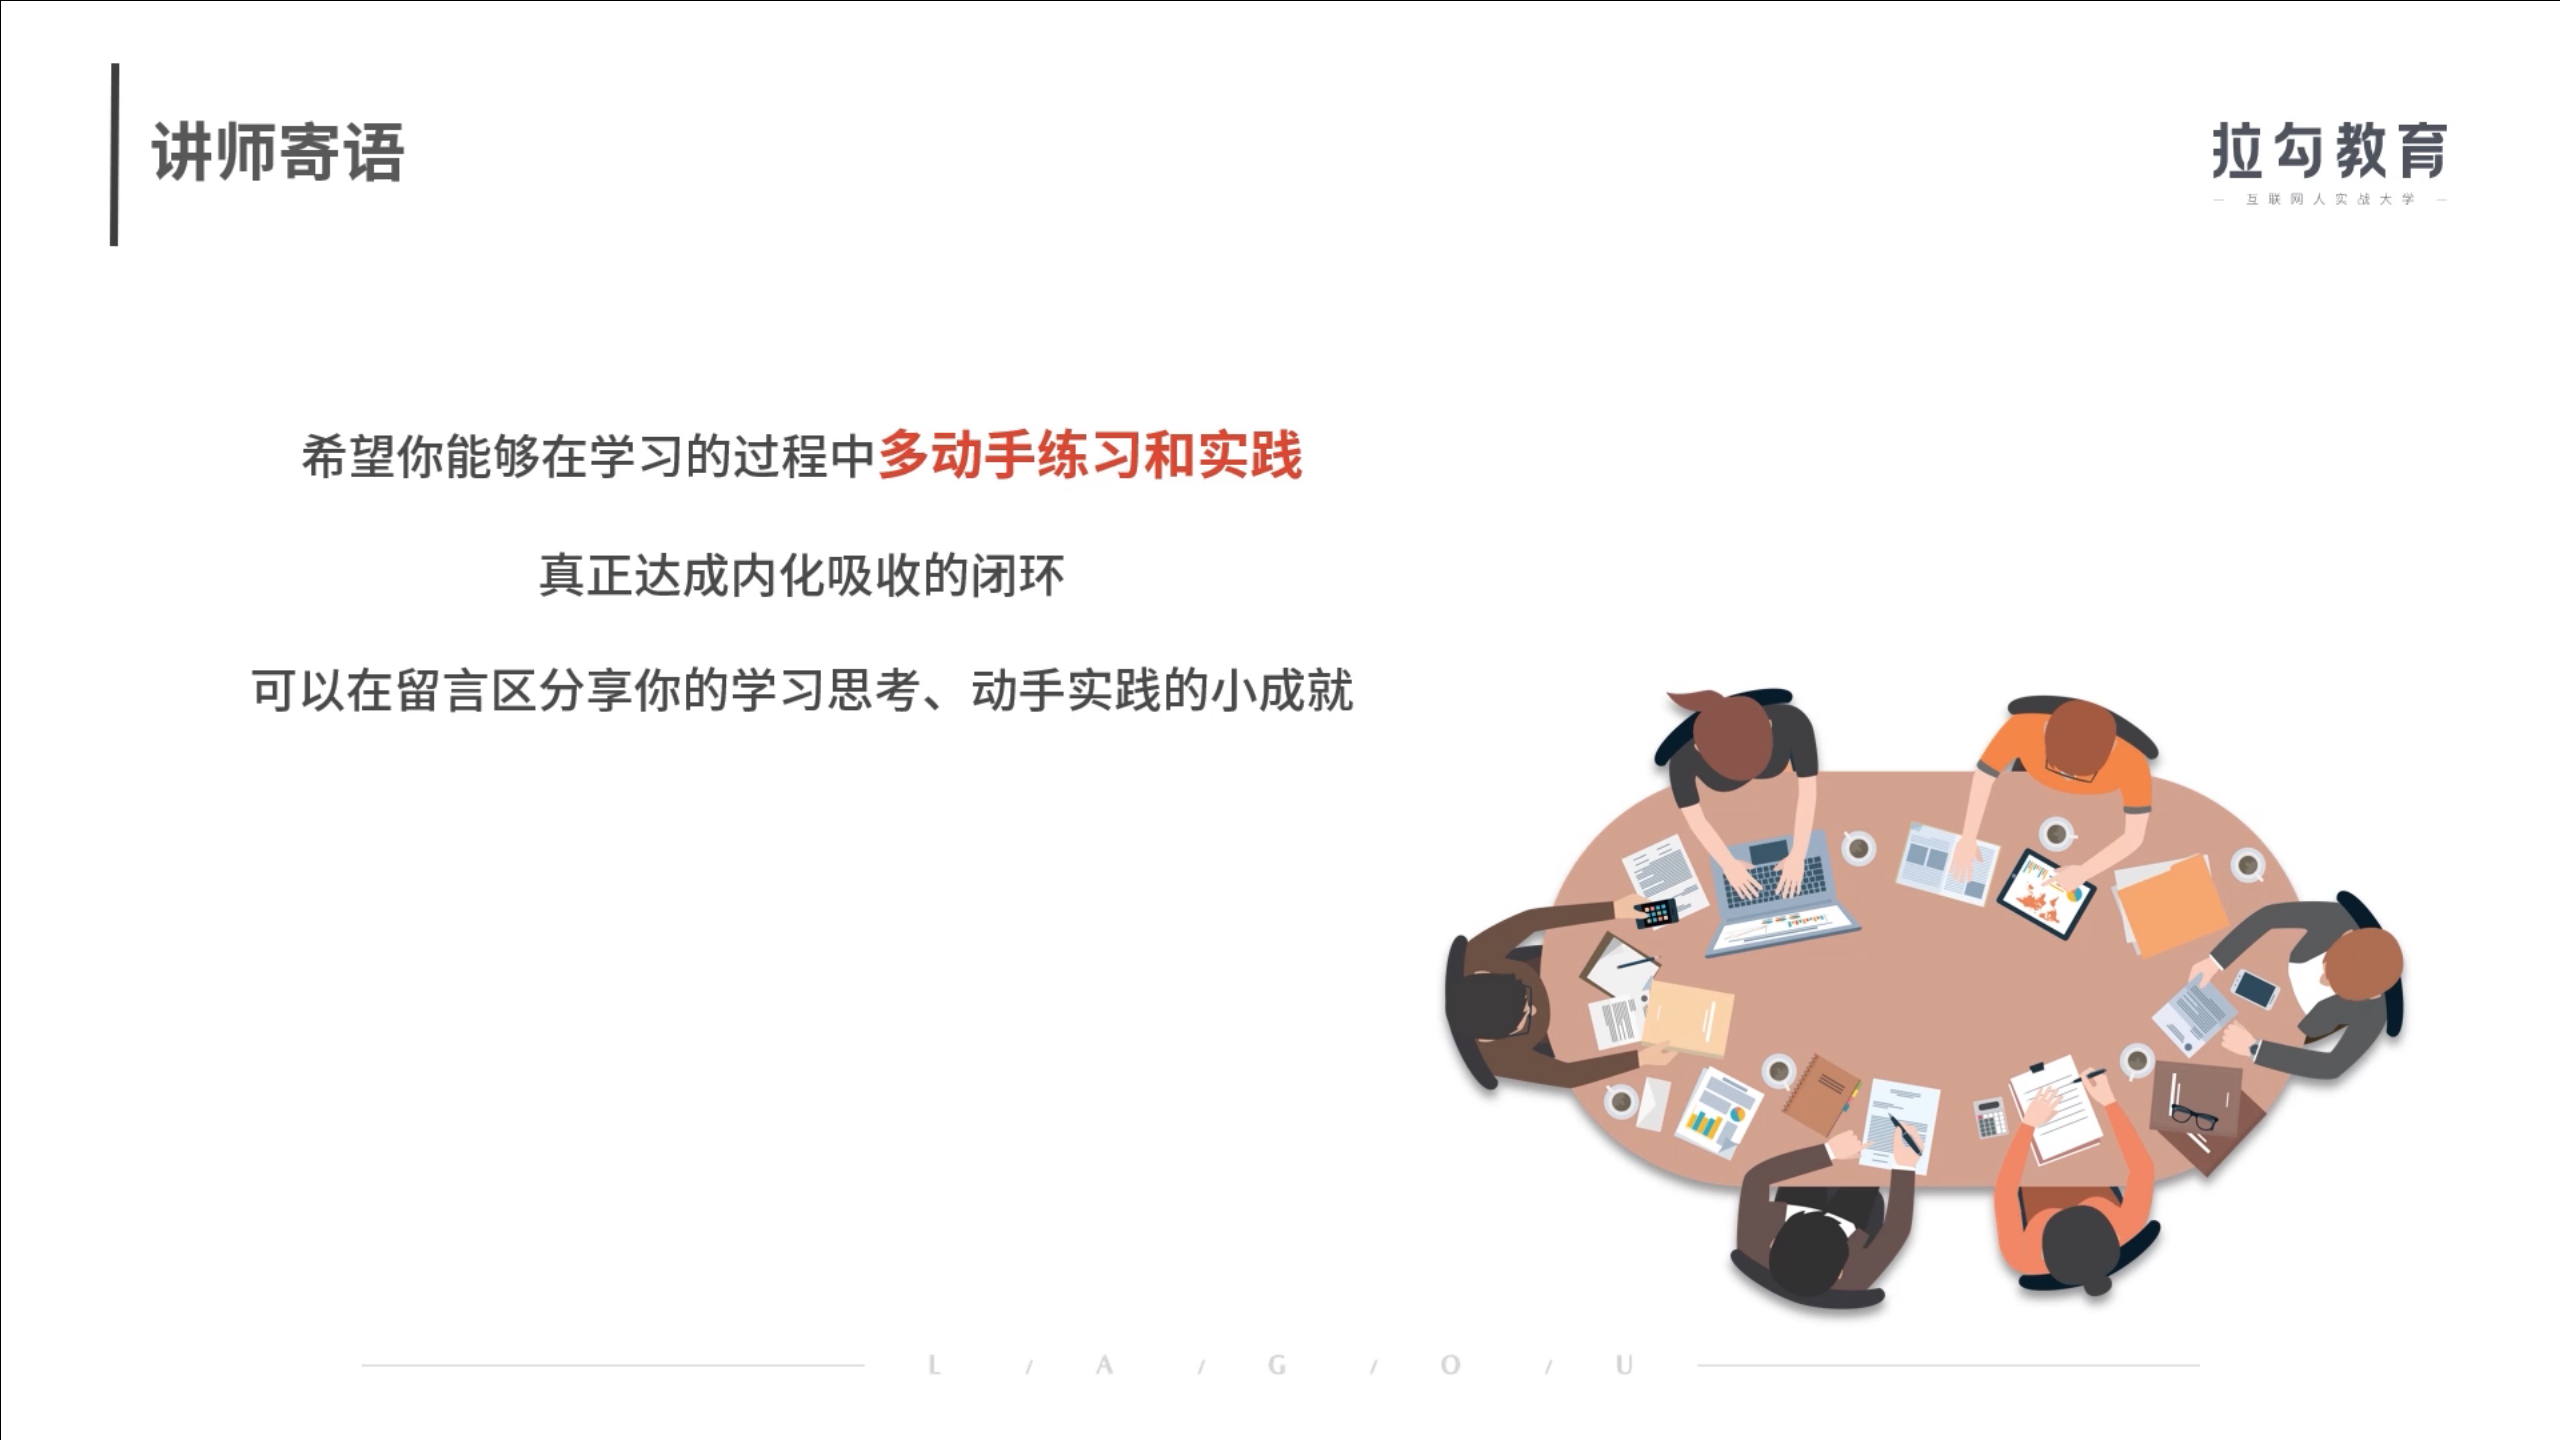 讲师寄语
拉勾教育
— 互联网人实战大学 —
希望你能够在学习的过程中多动手练习和实践
真正达成内化吸收的闭环
可以在留言区分享你的学习思考、动手实践的小成就
L / A / G / O / U